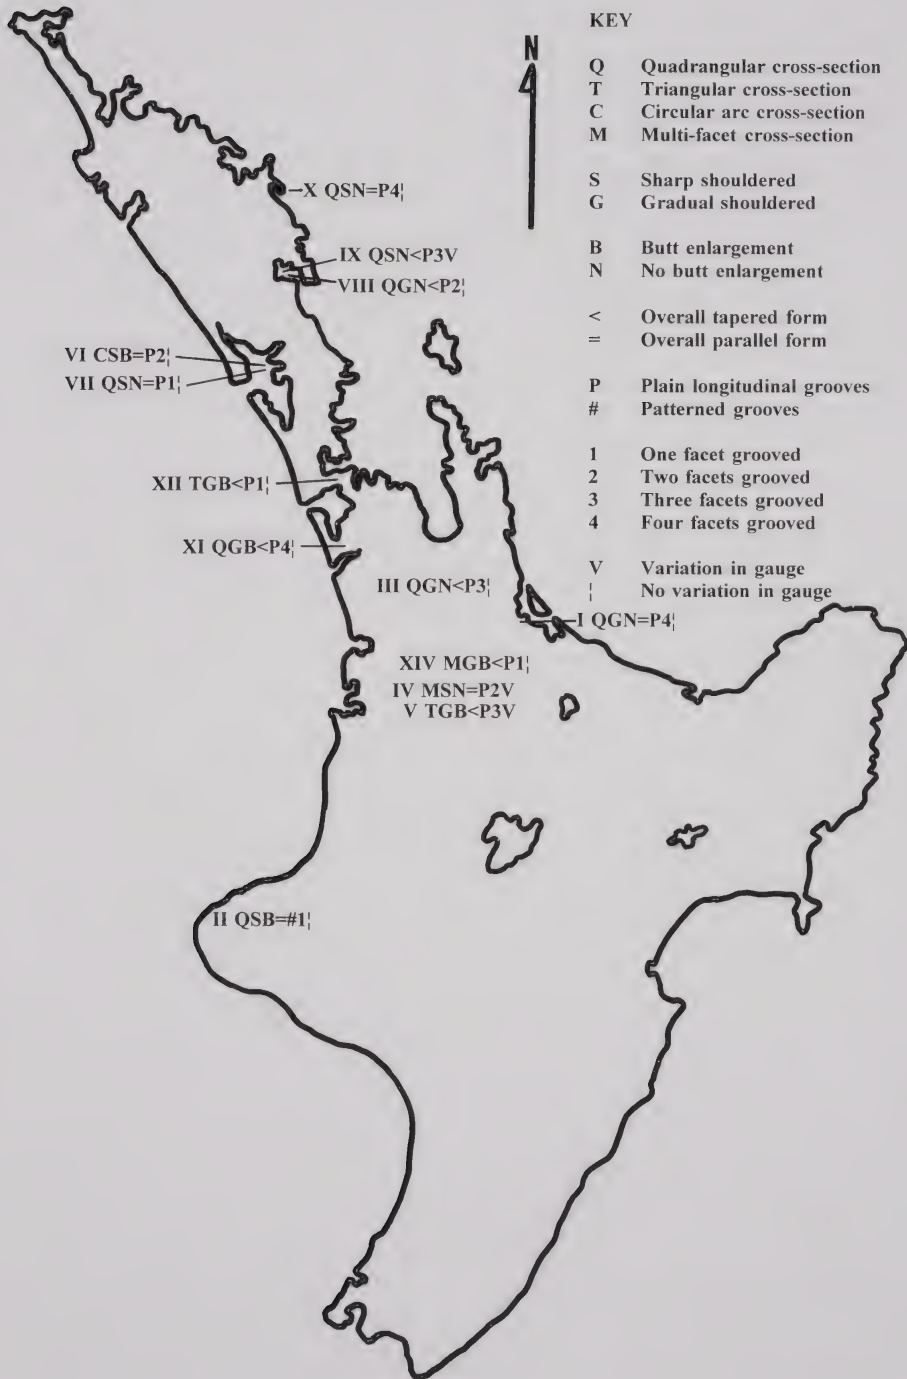 KEY
N
Q Quadrangular cross-section
T Triangular cross-section
C Circular arc cross-section
M Multi-facet cross-section
S Sharp shouldered
G Gradual shouldered
B Butt enlargement
N No butt enlargement
< Overall tapered form
= Overall parallel form
P Plain longitudinal grooves
# Patterned grooves
1 One facet grooved
2 Two facets grooved
3 Three facets grooved
4 Four facets grooved
V Variation in gauge
¦ No variation in gauge
X QSN=P4¦
IX QSN<P3V
VIII QGN<P2¦
VI CSB=P2¦
VII QSN=P1¦
XII TGB<P1¦
XI QGB<P4¦
III QGN<P3¦
I QGN=P4¦
XIV MGB<P1¦
IV MSN=P2V
V TGB<P3V
II QSB=#1¦